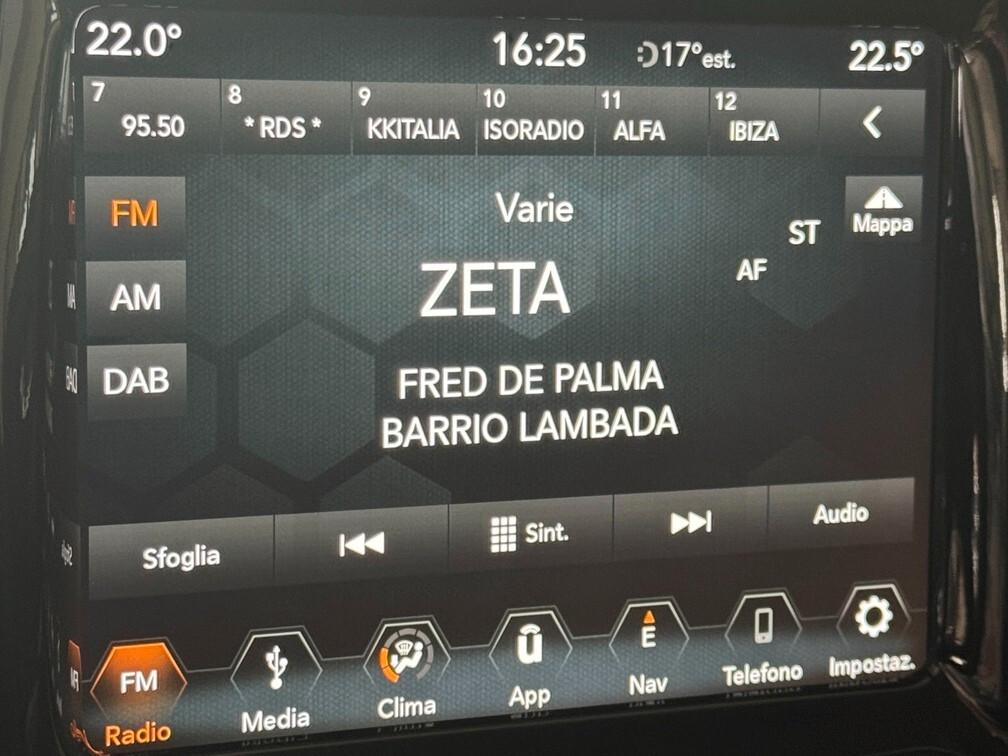 22.0° 16:25 17°est. 22.5°
7 8 9 10 11 12
95.50 *RDS* KKITALIA ISORADIO ALFA IBIZA
FM Varie Mappa
ST
AM ZETA AF
DAB FRED DE PALMA
BARRIO LAMBADA
Sfoglia Sint. Audio
FM E
Radio Media Clima App Nav Telefono Impostaz.